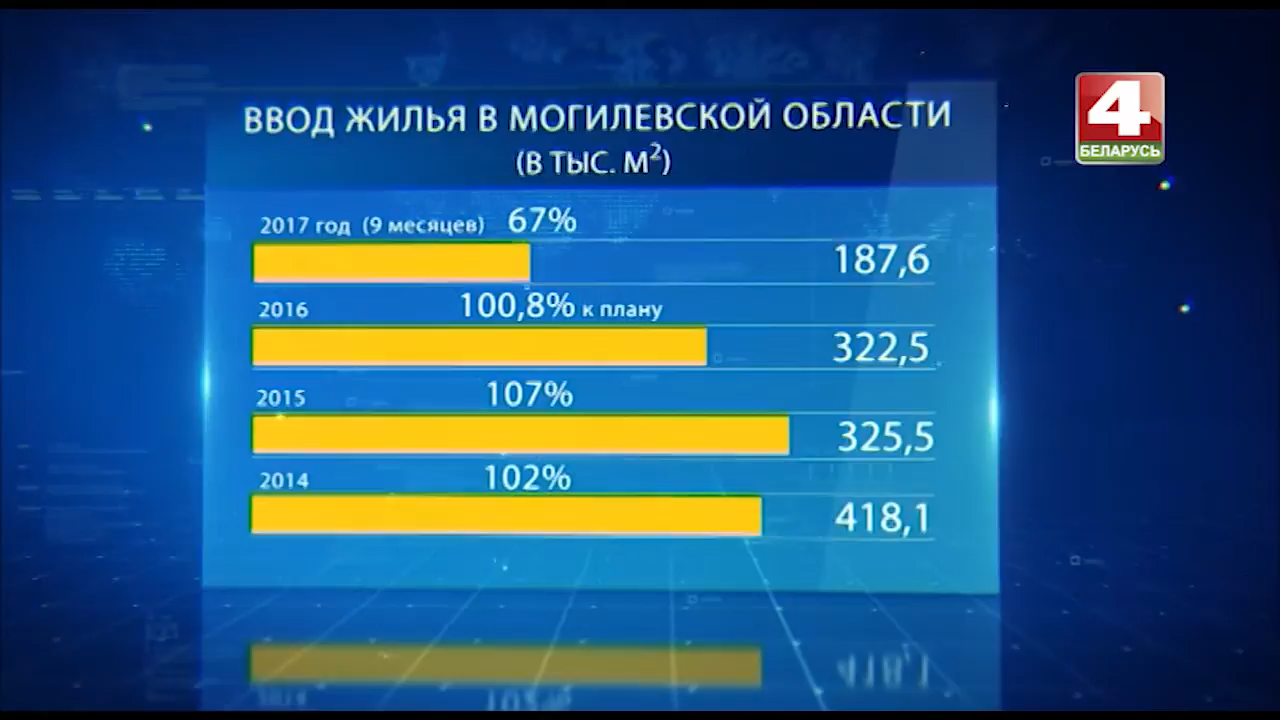 ВВОД ЖИЛЬЯ В МОГИЛЕВСКОЙ ОБЛАСТИ
(В ТЫС. М²)
4
БЕЛАРУСЬ
2017 год (9 месяцев) 67%
187,6
2016 100,8% к плану
322,5
2015 107%
325,5
2014 102%
418,1